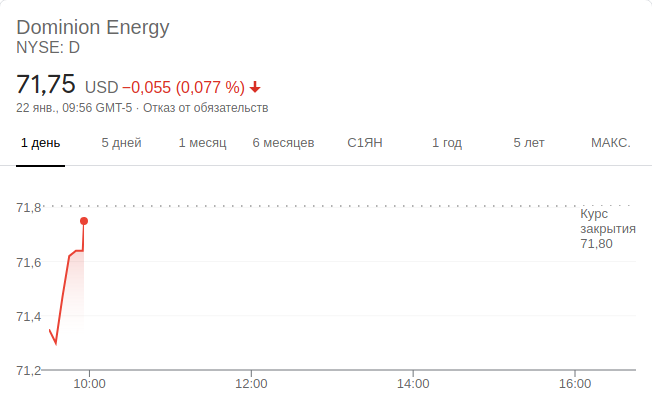 Dominion Energy
NYSE: D
71,75 USD −0,055 (0,077 %)
22 янв., 09:56 GMT-5 · Отказ от обязательств
1 день 5 дней 1 месяц 6 месяцев С1ЯН 1 год 5 лет МАКС.
71,8
Курс
закрытия
71,80
71,6
71,4
71,2
10:00 12:00 14:00 16:00